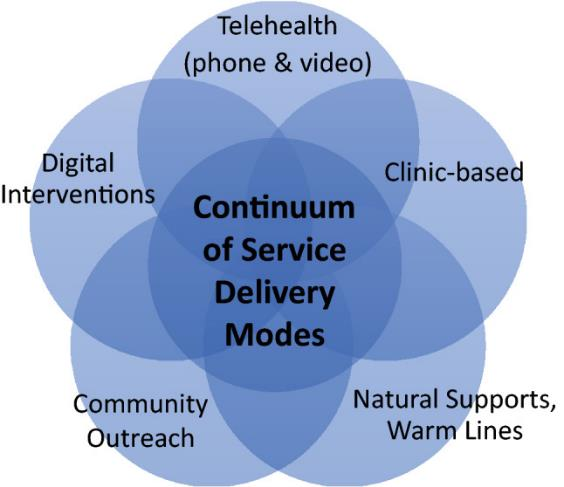 Telehealth
(phone & video)
Digital
Interventions
Clinic-based
Continuum
of Service
Delivery
Modes
Community
Outreach
Natural Supports,
Warm Lines